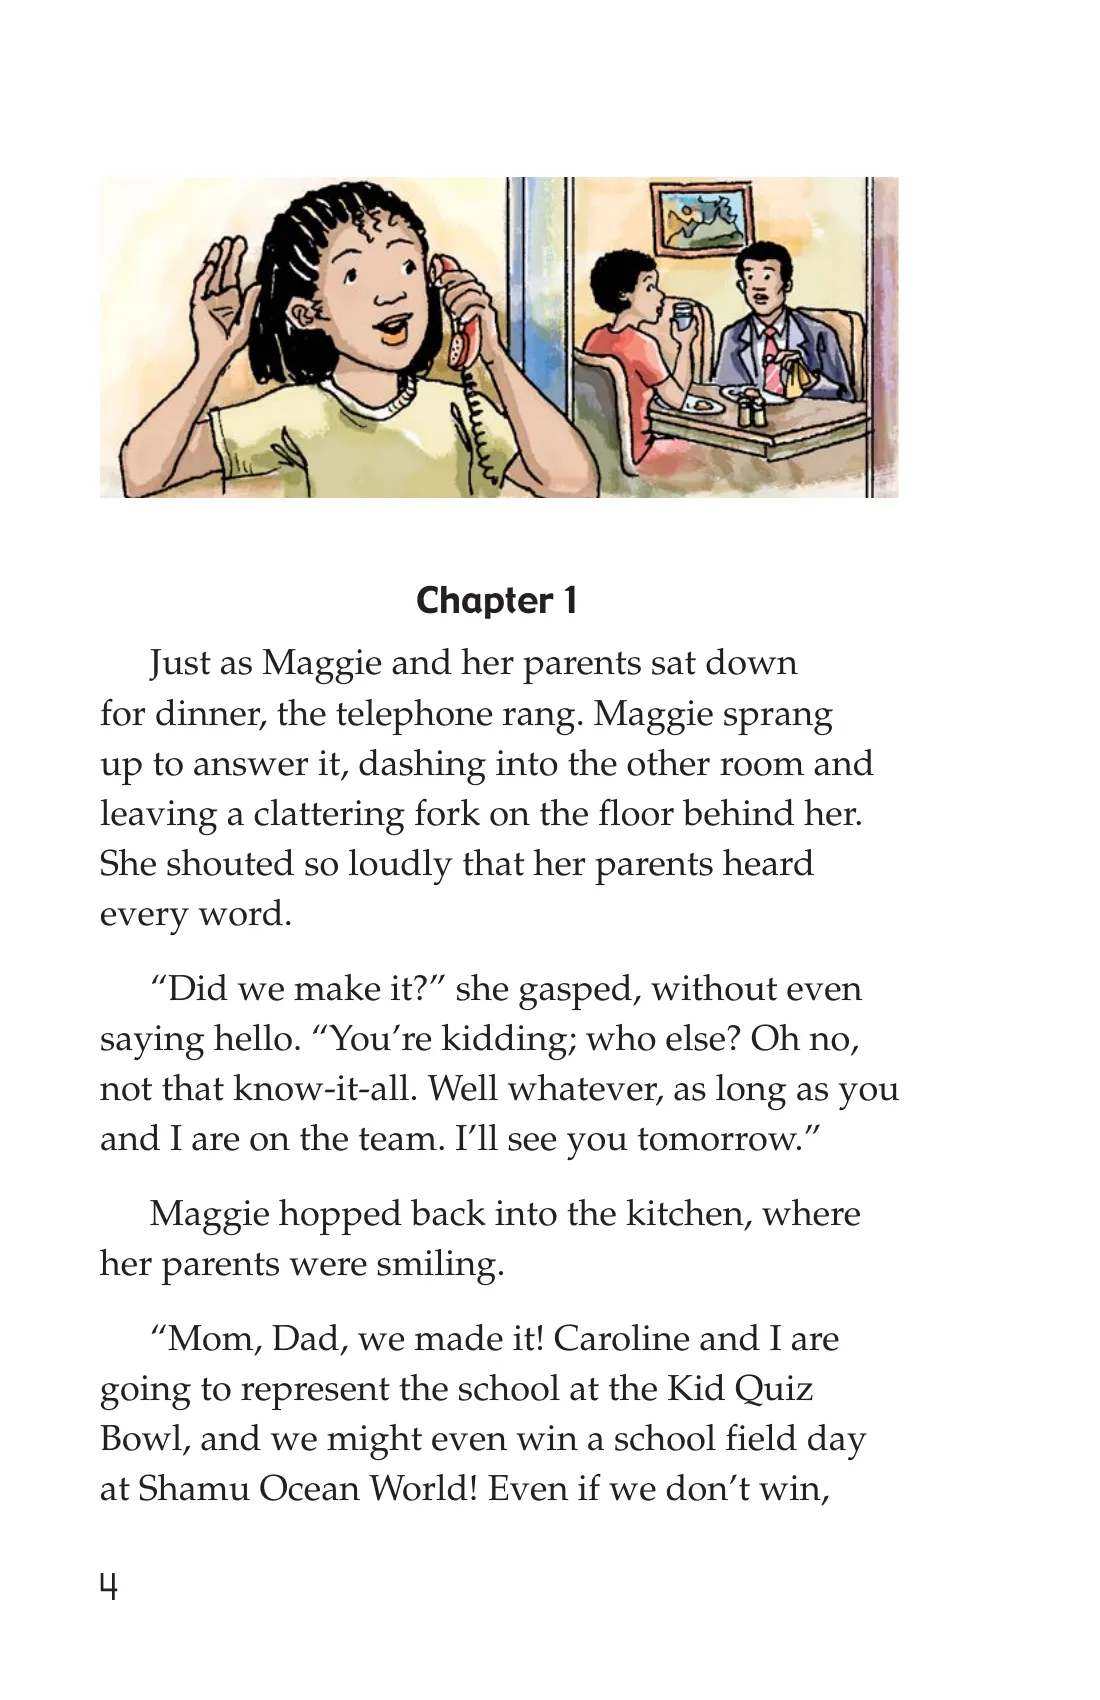 Chapter 1
Just as Maggie and her parents sat down
for dinner, the telephone rang. Maggie sprang
up to answer it, dashing into the other room and
leaving a clattering fork on the floor behind her.
She shouted so loudly that her parents heard
every word.
“Did we make it?” she gasped, without even
saying hello. “You’re kidding; who else? Oh no,
not that know-it-all. Well whatever, as long as you
and I are on the team. I’ll see you tomorrow.”
Maggie hopped back into the kitchen, where
her parents were smiling.
“Mom, Dad, we made it! Caroline and I are
going to represent the school at the Kid Quiz
Bowl, and we might even win a school field day
at Shamu Ocean World! Even if we don’t win,
4